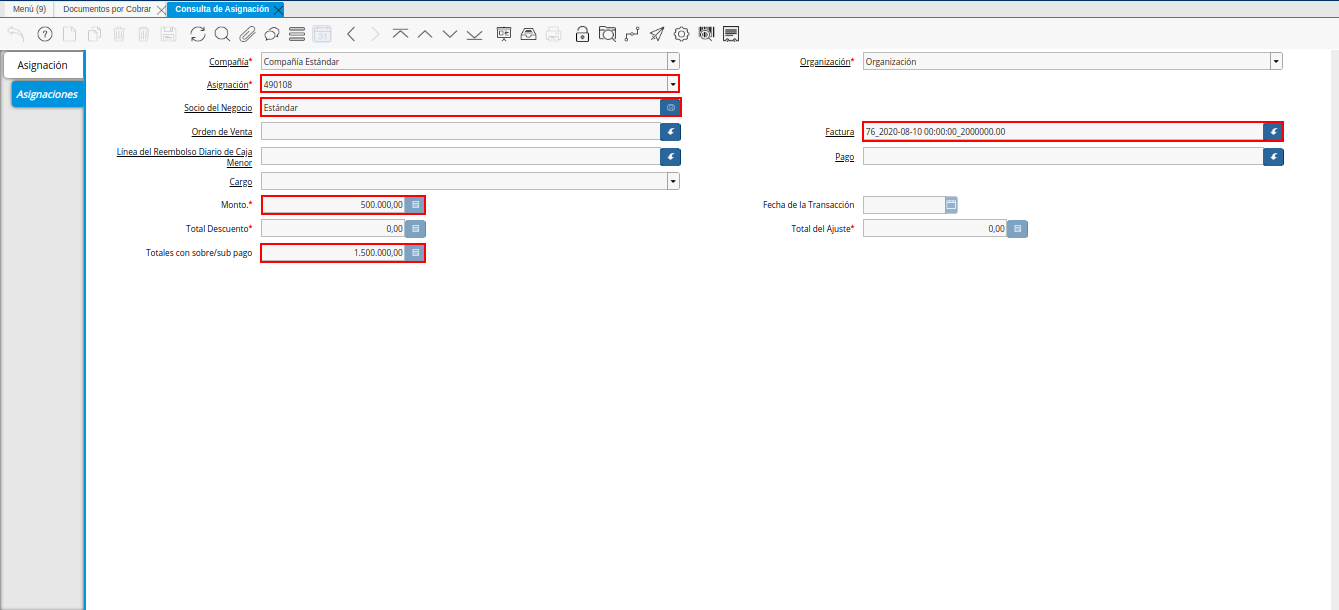 Menú (9) Documentos por Cobrar Consulta de Asignación
31
Asignación
Asignaciones
Compañía* Compañía Estándar Organización* Organización
Asignación* 490108
Socio del Negocio Estándar
Orden de Venta Factura 76_2020-08-10 00:00:00_2000000.00
Línea del Reembolso Diario de Caja
Menor Pago
Cargo
Monto.* 500.000,00 Fecha de la Transacción
Total Descuento* 0,00 Total del Ajuste* 0,00
Totales con sobre/sub pago 1.500.000,00